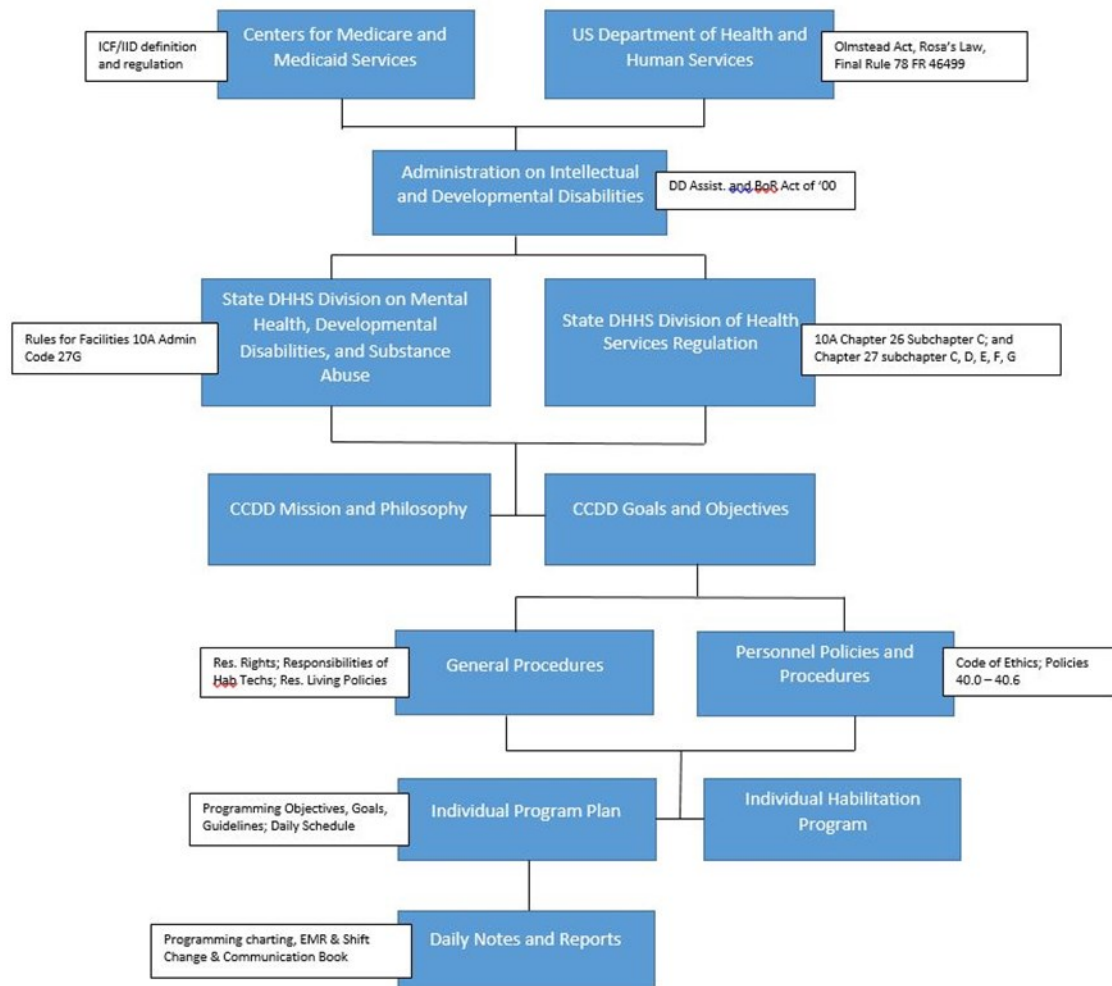 Centers for Medicare and
Medicaid Services
ICF/IID definition
and regulation
US Department of Health and
Human Services
Olmstead Act, Rosa's Law,
Final Rule 78 FR 46499
Administration on Intellectual
and Developmental Disabilities
DD Assist. and BoR Act of '00
State DHHS Division on Mental
Health, Developmental
Disabilities, and Substance
Abuse
Rules for Facilities 10A Admin
Code 27G
State DHHS Division of Health
Services Regulation
10A Chapter 26 Subchapter C; and
Chapter 27 subchapter C, D, E, F, G
CCDD Mission and Philosophy
CCDD Goals and Objectives
General Procedures
Res. Rights; Responsibilities of
Hab Techs; Res. Living Policies
Personnel Policies and
Procedures
Code of Ethics; Policies
40.0 – 40.6
Programming Objectives, Goals,
Guidelines; Daily Schedule
Individual Program Plan
Individual Habilitation
Program
Programming charting, EMR & Shift
Change & Communication Book
Daily Notes and Reports